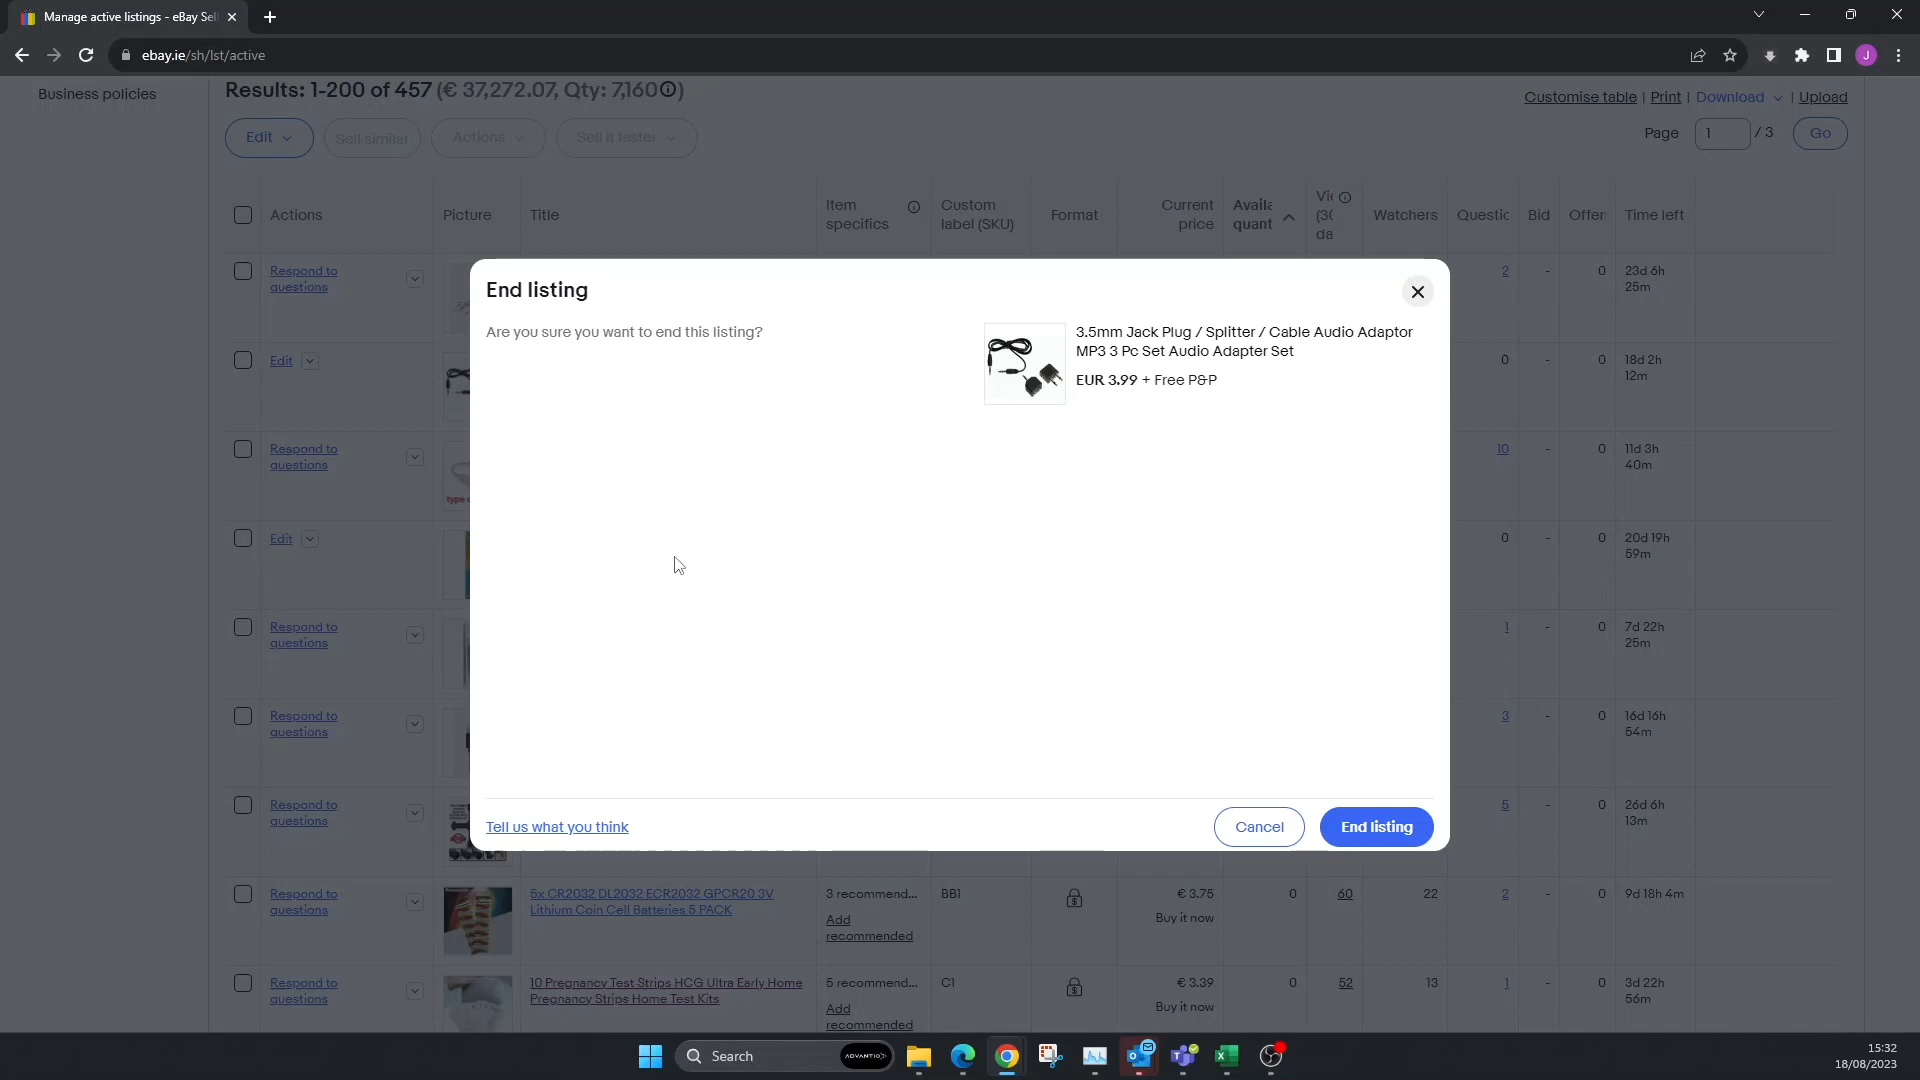 Manage active listings - eBay Sel
ebay.ie/sh/lst/active
J
Business policies
Results: 1-200 of 457 (€ 37,272.07, Qty: 7,160)
Customise table | Print | Download | Upload
Edit
Sell similar
Actions
Sell it faster
Page 1 / 3 Go
Actions
Picture
Title
Item specifics
Custom label (SKU)
Format
Current price
Availa quant
Vie (30 da
Watchers
Questic
Bid
Offer
Time left
Respond to questions
2
-
0
23d 6h 25m
Edit
0
-
0
18d 2h 12m
Respond to questions
type c
10
-
0
11d 3h 40m
Edit
0
-
0
20d 19h 59m
Respond to questions
1
-
0
7d 22h 25m
Respond to questions
3
-
0
16d 16h 54m
Respond to questions
5
-
0
26d 6h 13m
End listing
Are you sure you want to end this listing?
3.5mm Jack Plug / Splitter / Cable Audio Adaptor
MP3 3 Pc Set Audio Adapter Set
EUR 3.99 + Free P&P
Tell us what you think
Cancel
End listing
Respond to questions
5x CR2032 DL2032 ECR2032 GPCR20 3V
Lithium Coin Cell Batteries 5 PACK
3 recommend...
Add recommended
BB1
€ 3.75
Buy it now
0
60
22
2
-
0
9d 18h 4m
Respond to questions
10 Pregnancy Test Strips HCG Ultra Early Home
Pregnancy Strips Home Test Kits
5 recommend...
Add recommended
C1
€ 3.39
Buy it now
0
52
13
1
-
0
3d 22h 56m
Search
ADVANTIO
15:32
18/08/2023